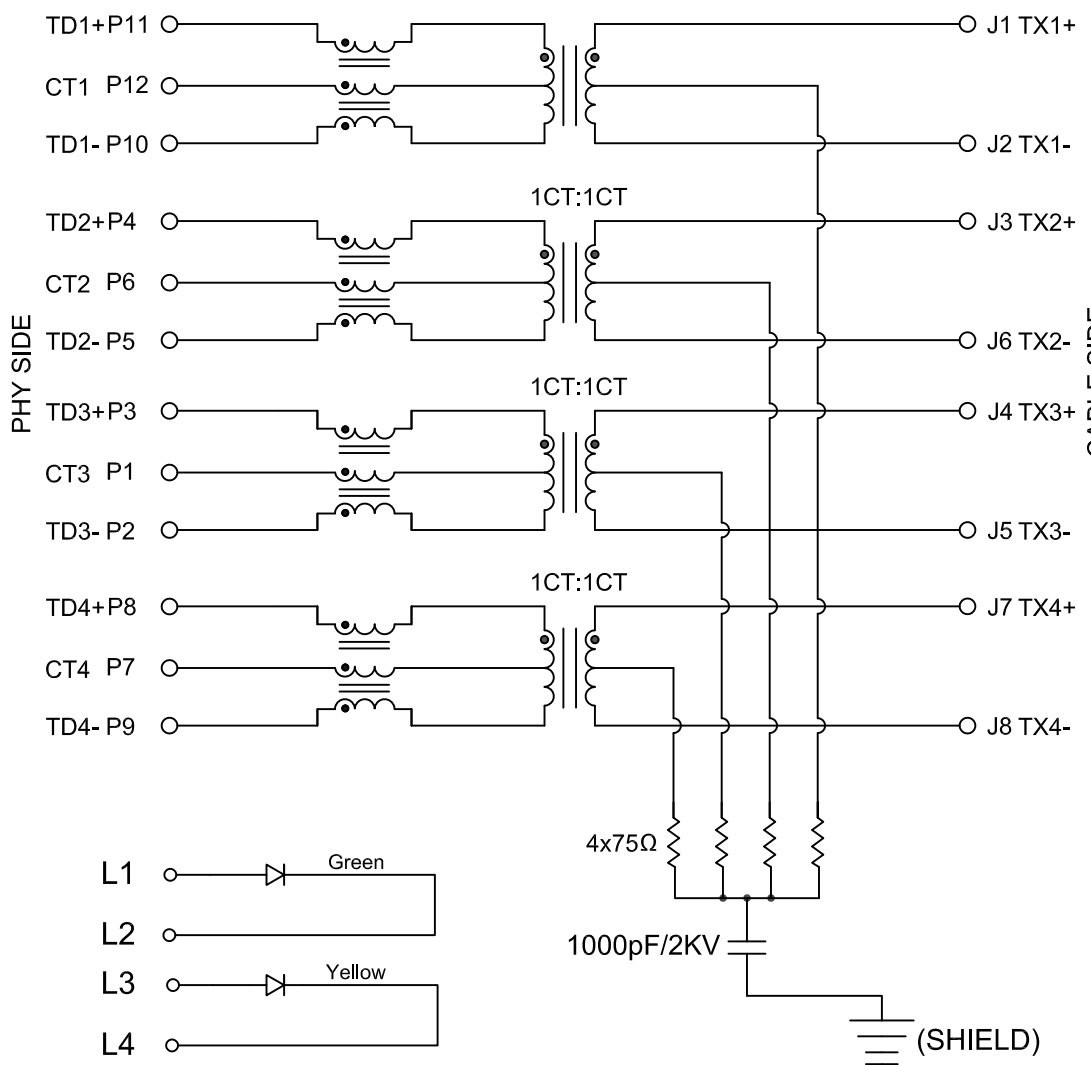 TD1+ P11
J1 TX1+
CT1 P12
TD1- P10
J2 TX1-
1CT:1CT
TD2+ P4
J3 TX2+
CT2 P6
TD2- P5
J6 TX2-
PHY SIDE
CABLE SIDE
1CT:1CT
TD3+ P3
J4 TX3+
CT3 P1
TD3- P2
J5 TX3-
1CT:1CT
TD4+ P8
J7 TX4+
CT4 P7
TD4- P9
J8 TX4-
4x75Ω
L1
Green
L2
1000pF/2KV
L3
Yellow
L4
(SHIELD)